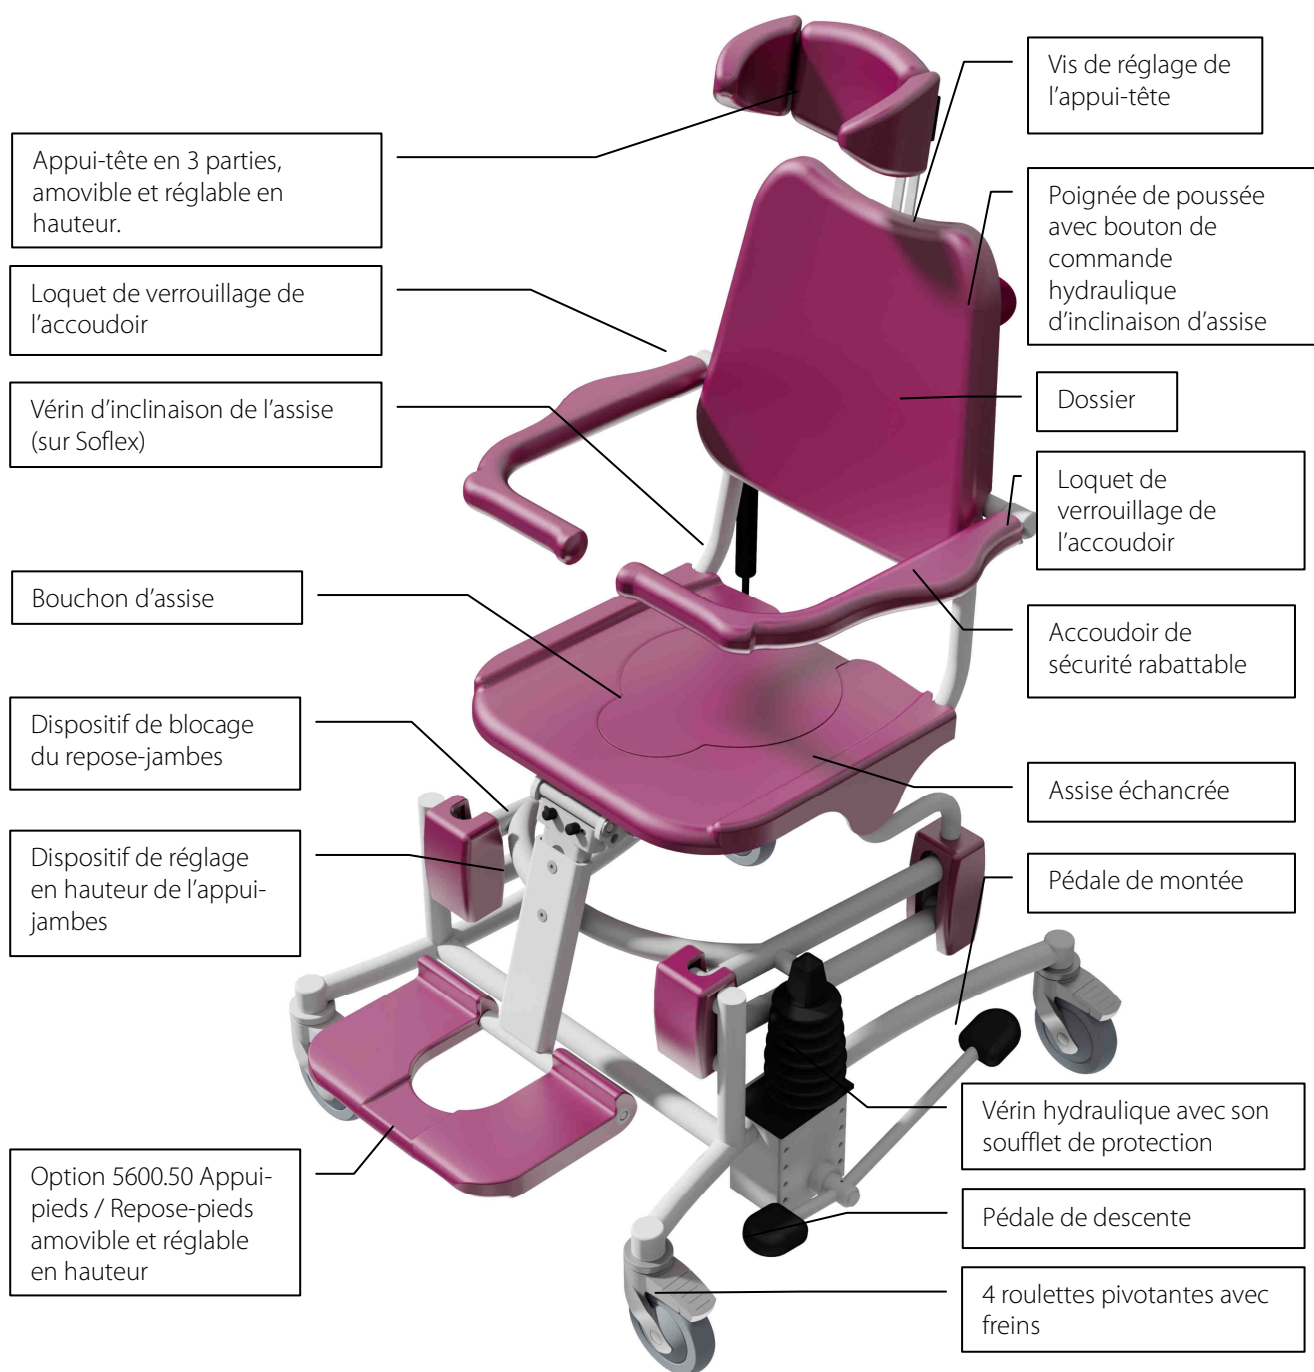 Appui-tête en 3 parties,
amovible et réglable en
hauteur.
Loquet de verrouillage de
l’accoudoir
Vérin d’inclinaison de l’assise
(sur Soflex)
Bouchon d’assise
Dispositif de blocage
du repose-jambes
Dispositif de réglage
en hauteur de l’appui-
jambes
Option 5600.50 Appui-
pieds / Repose-pieds
amovible et réglable
en hauteur
Vis de réglage de
l’appui-tête
Poignée de poussée
avec bouton de
commande
hydraulique
d’inclinaison d’assise
Dossier
Loquet de
verrouillage de
l’accoudoir
Accoudoir de
sécurité rabattable
Assise échancrée
Pédale de montée
Vérin hydraulique avec son
soufflet de protection
Pédale de descente
4 roulettes pivotantes avec
freins